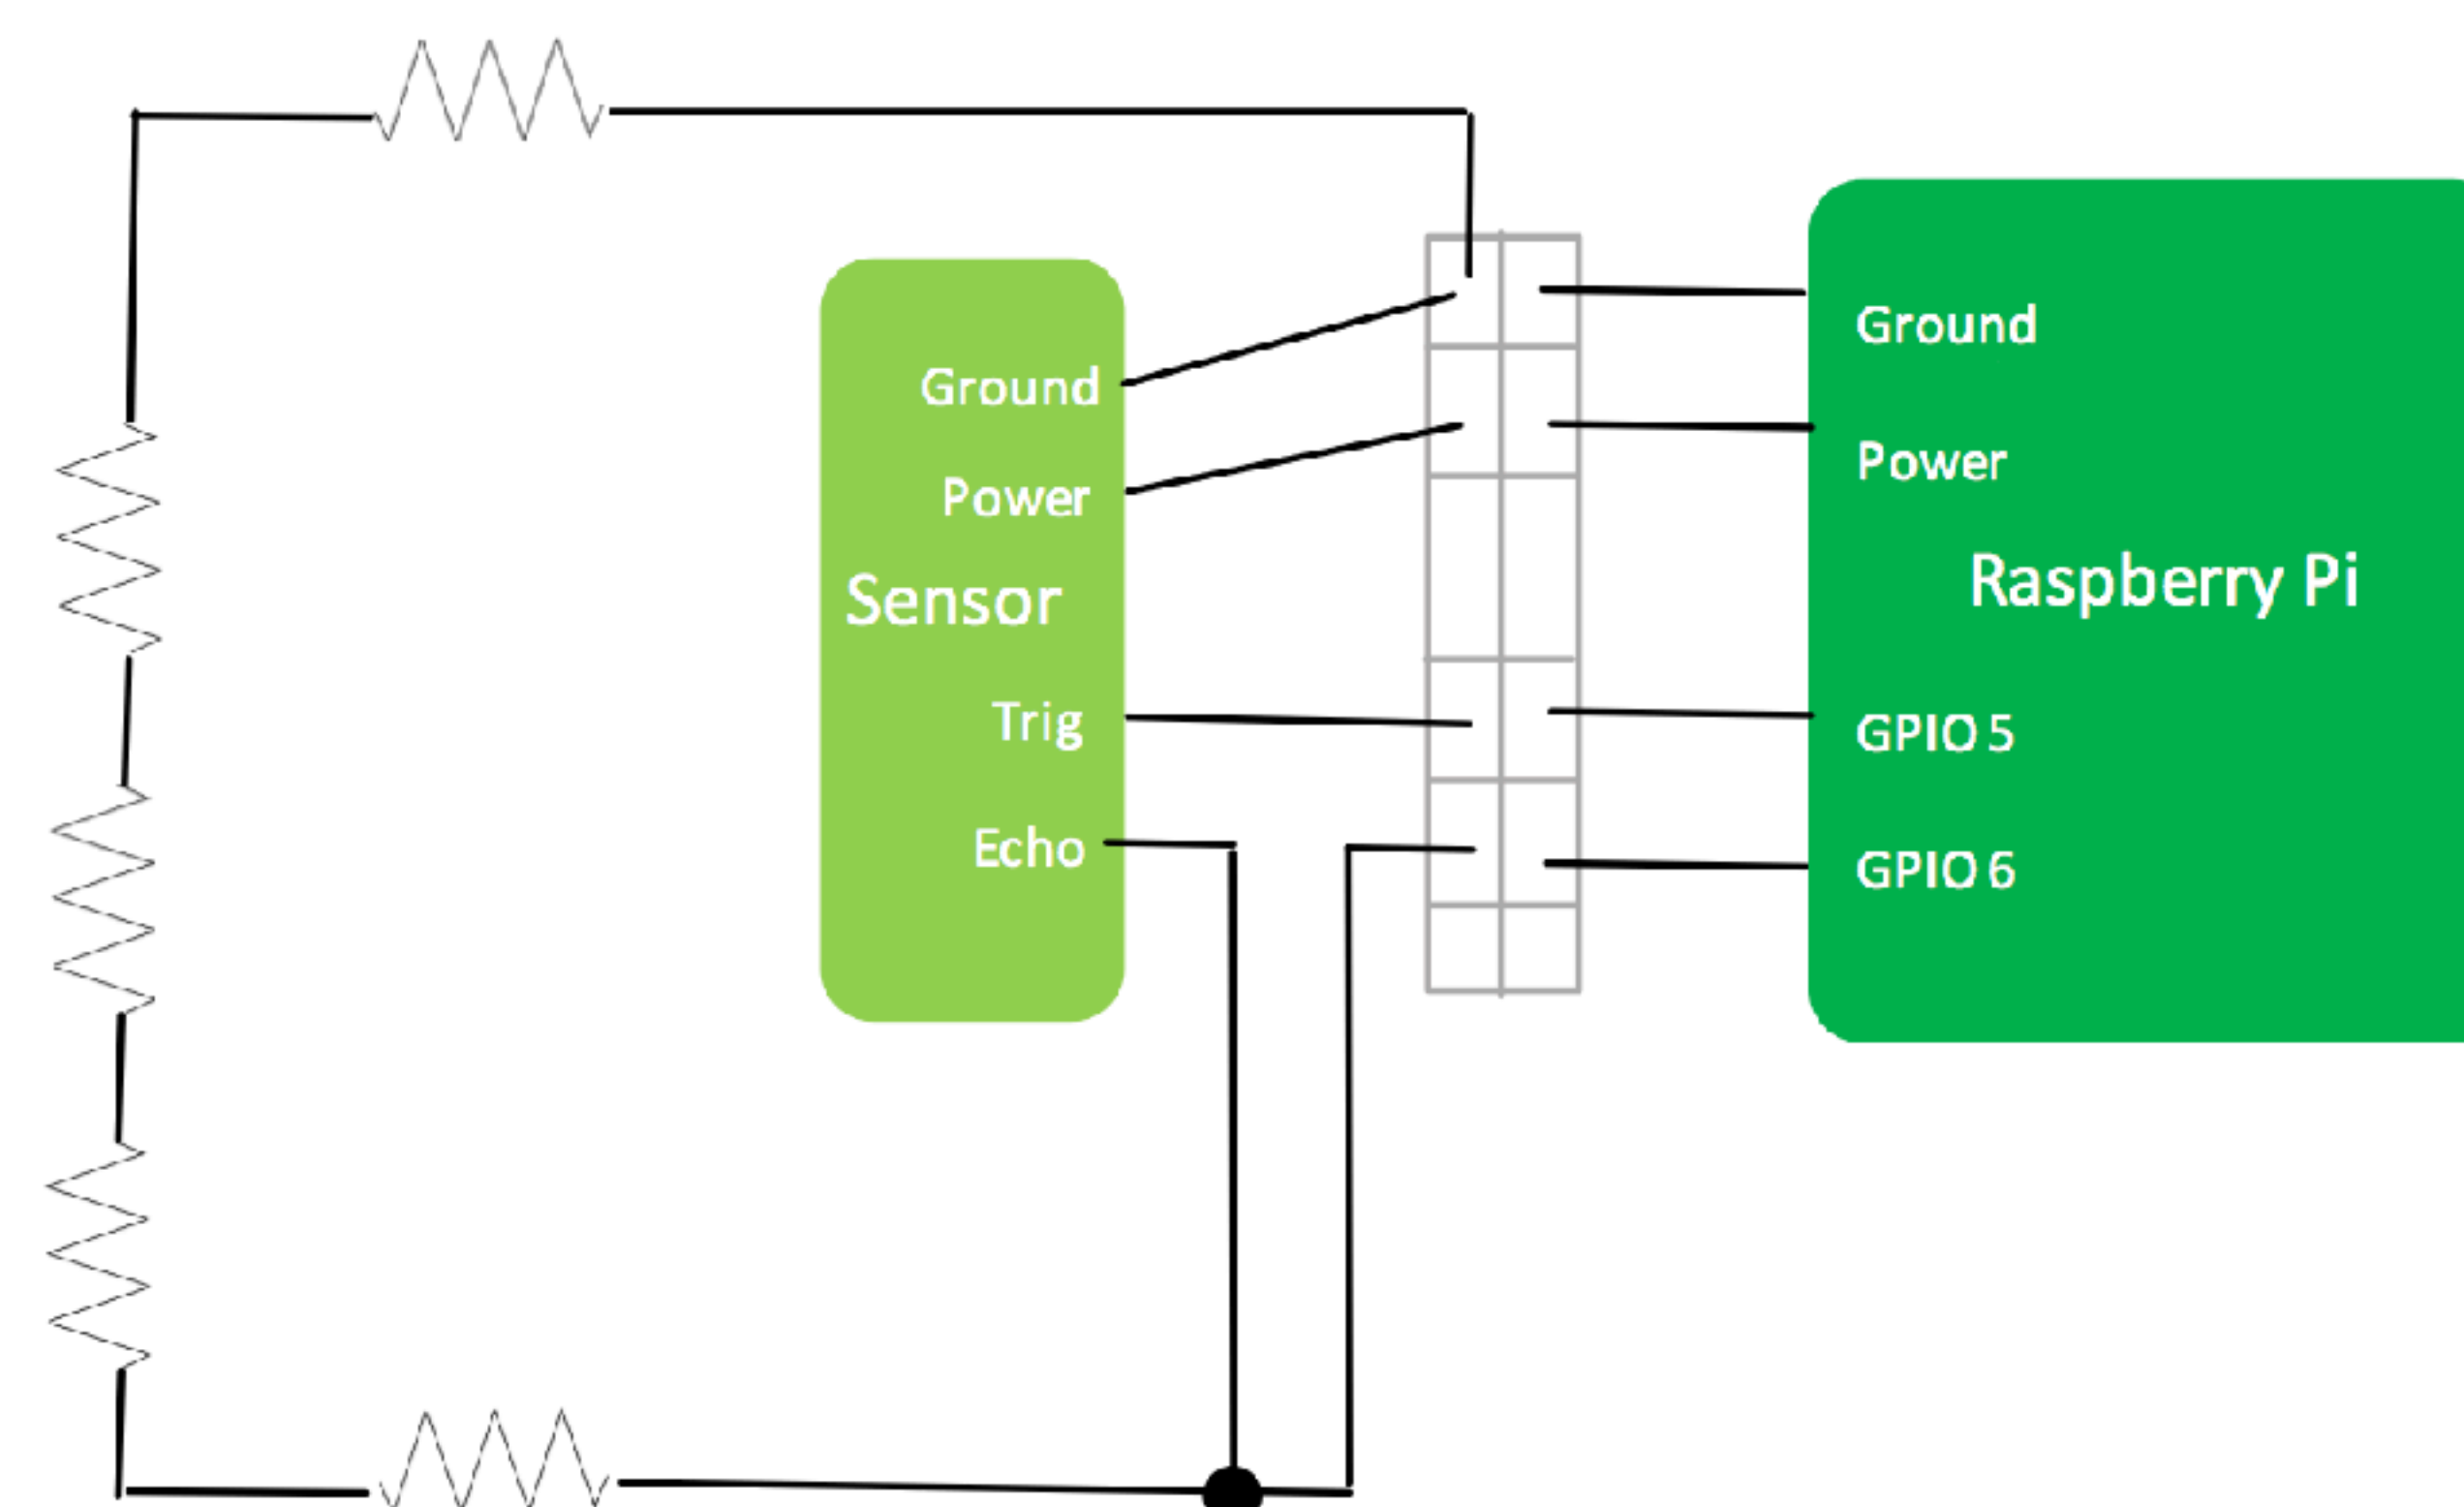 Ground
Power
Sensor
Trig
Echo
Ground
Power
Raspberry Pi
GPIO 5
GPIO 6